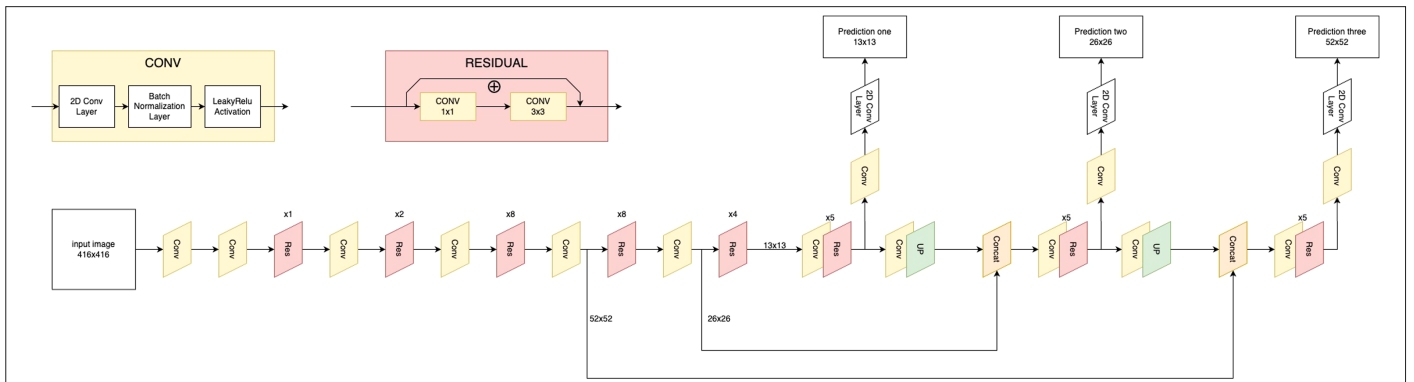 CONV
2D Conv
Layer
Batch
Normalization
Layer
LeakyRelu
Activation
RESIDUAL
⊕
CONV
1x1
CONV
3x3
Prediction one
13x13
Prediction two
26x26
Prediction three
52x52
2D Conv
Layer
2D Conv
Layer
2D Conv
Layer
Conv
Conv
Conv
input image
416x416
Conv
Conv
x1
Res
Conv
x2
Res
Conv
x8
Res
Conv
x8
Res
Conv
x4
Res
13x13
x5
Conv
Res
Conv
UP
Concat
x5
Conv
Res
Conv
UP
Concat
x5
Conv
Res
52x52
26x26